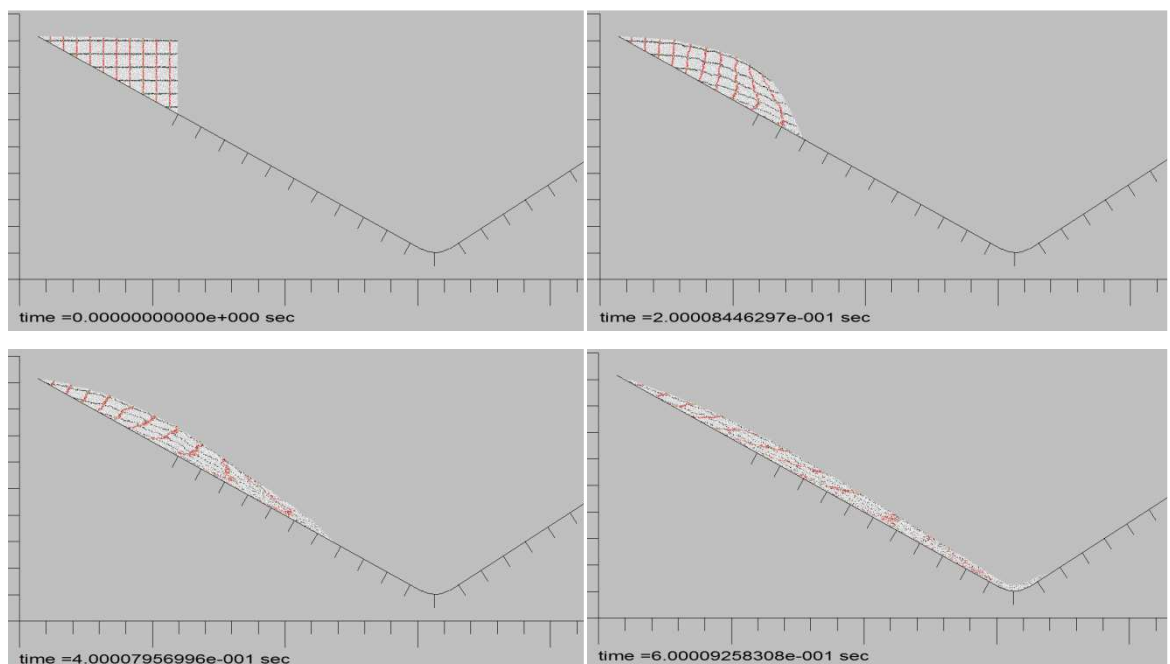 time =0.00000000000e+000 sec
time =2.00008446297e-001 sec
time =4.00007956996e-001 sec
time =6.00009258308e-001 sec